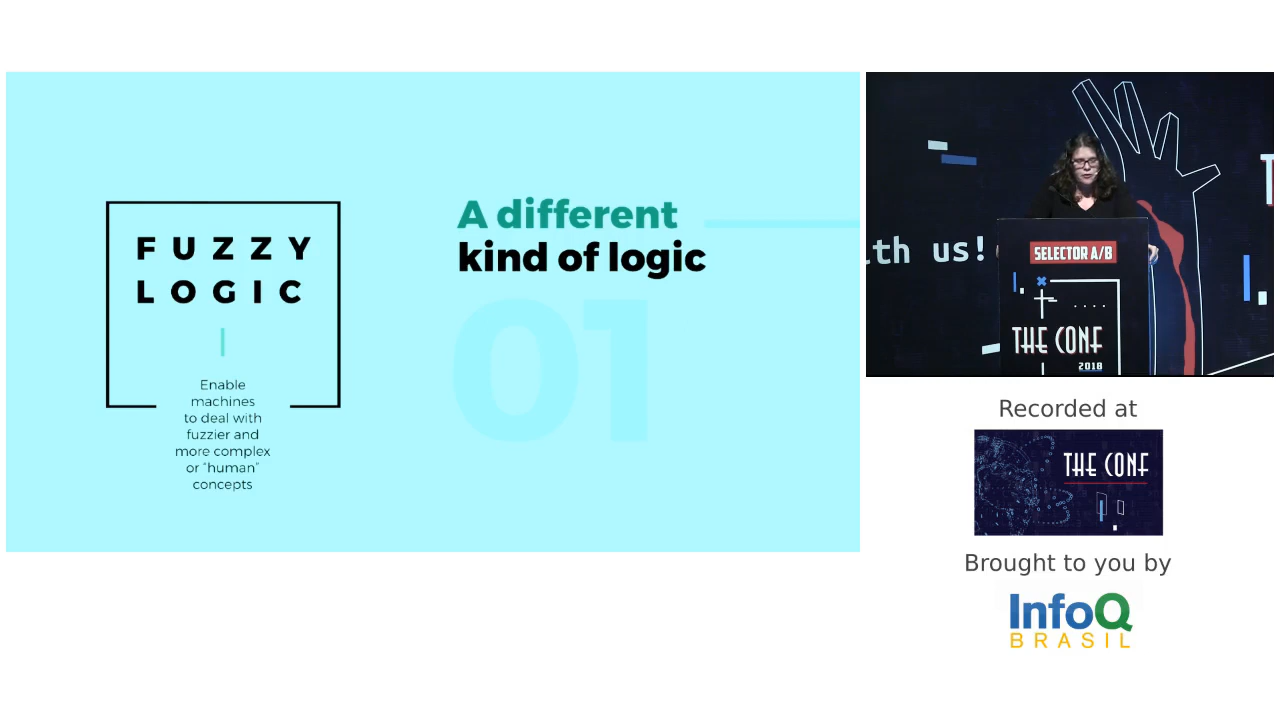 FUZZY
LOGIC
Enable
machines
to deal with
fuzzier and
more complex
or "human"
concepts
A different
kind of logic
01
th us!
SELECTOR A/B
THE CONF
2018
Recorded at
THE CONF
Brought to you by
InfoQ
BRASIL